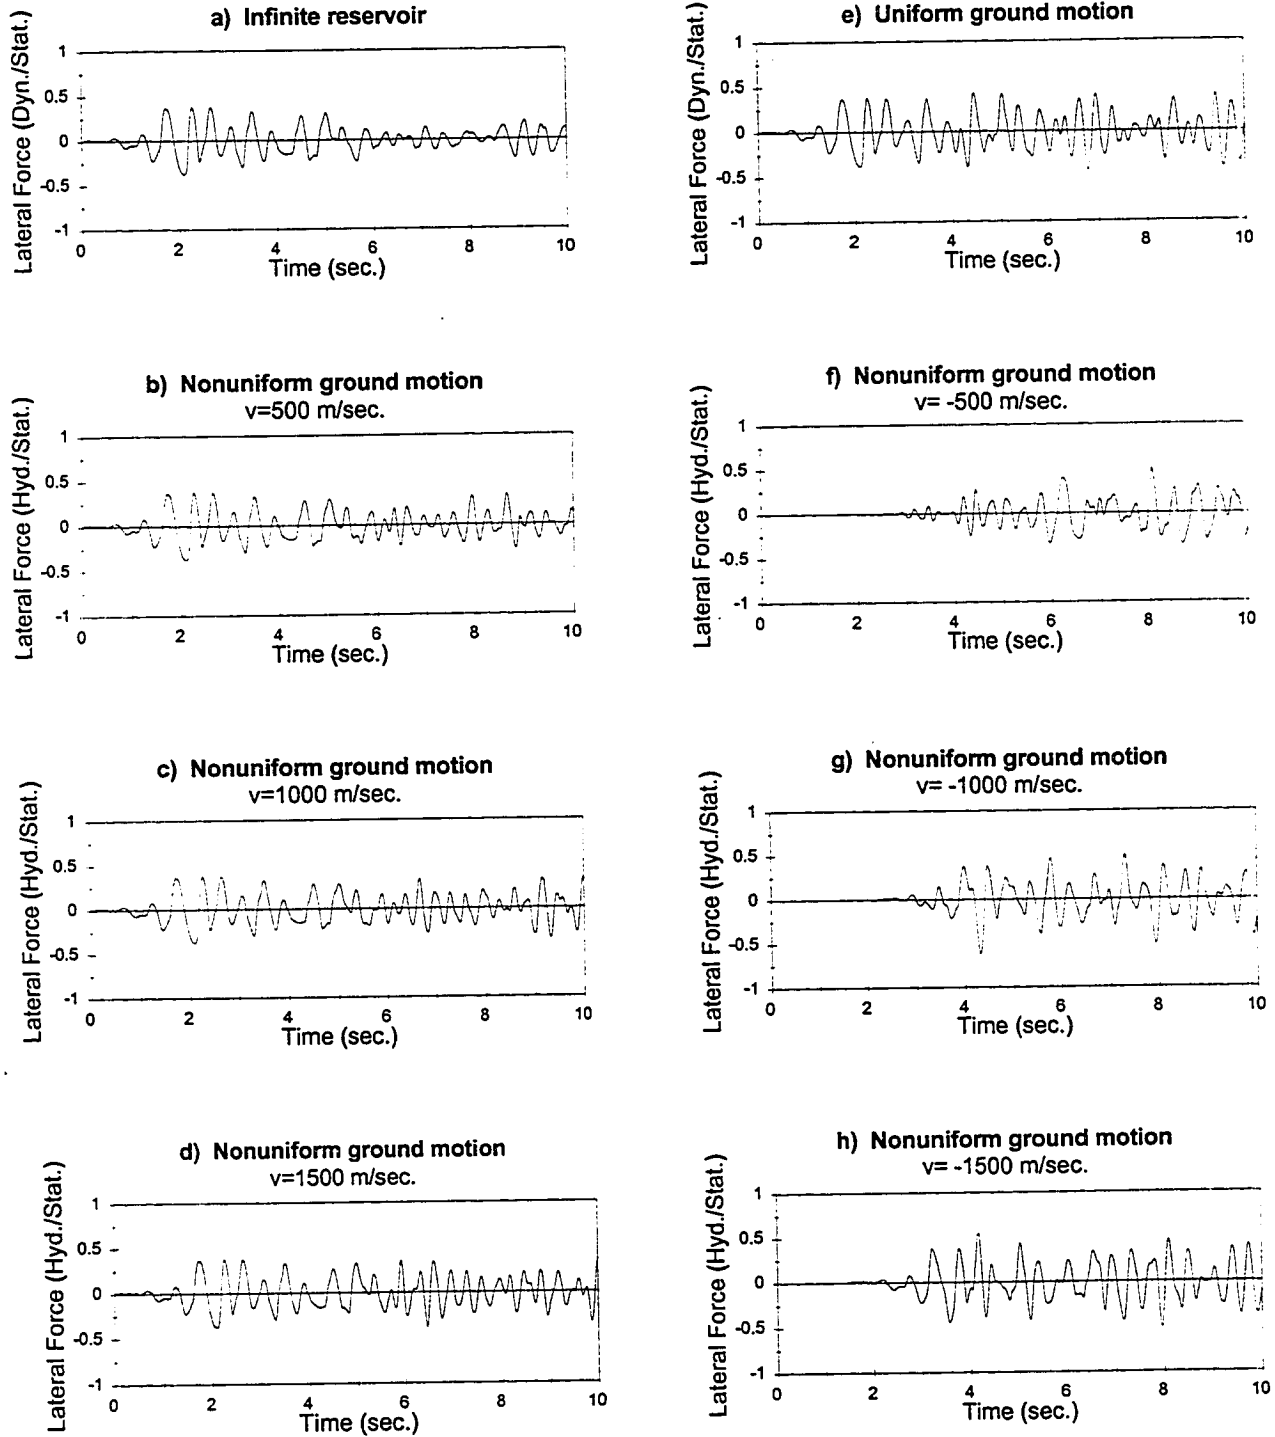 a) Infinite reservoir
Lateral Force (Dyn./Stat.)
1
0.5
0
-0.5
-1
0 2 4 6 8 10
Time (sec.)
b) Nonuniform ground motion
v=500 m/sec.
Lateral Force (Hyd./Stat.)
1
0.5
0
-0.5
-1
0 2 4 6 8 10
Time (sec.)
c) Nonuniform ground motion
v=1000 m/sec.
Lateral Force (Hyd./Stat.)
1
0.5
0
-0.5
-1
0 2 4 6 8 10
Time (sec.)
d) Nonuniform ground motion
v=1500 m/sec.
Lateral Force (Hyd./Stat.)
1
0.5
0
-0.5
-1
0 2 4 6 8 10
Time (sec.)
e) Uniform ground motion
Lateral Force (Dyn./Stat.)
1
0.5
0
-0.5
-1
0 2 4 6 8 10
Time (sec.)
f) Nonuniform ground motion
v= -500 m/sec.
Lateral Force (Hyd./Stat.)
1
0.5
0
-0.5
-1
0 2 4 6 8 10
Time (sec.)
g) Nonuniform ground motion
v= -1000 m/sec.
Lateral Force (Hyd./Stat.)
1
0.5
0
-0.5
-1
0 2 4 6 8 10
Time (sec.)
h) Nonuniform ground motion
v= -1500 m/sec.
Lateral Force (Hyd./Stat.)
1
0.5
0
-0.5
-1
0 2 4 6 8 10
Time (sec.)